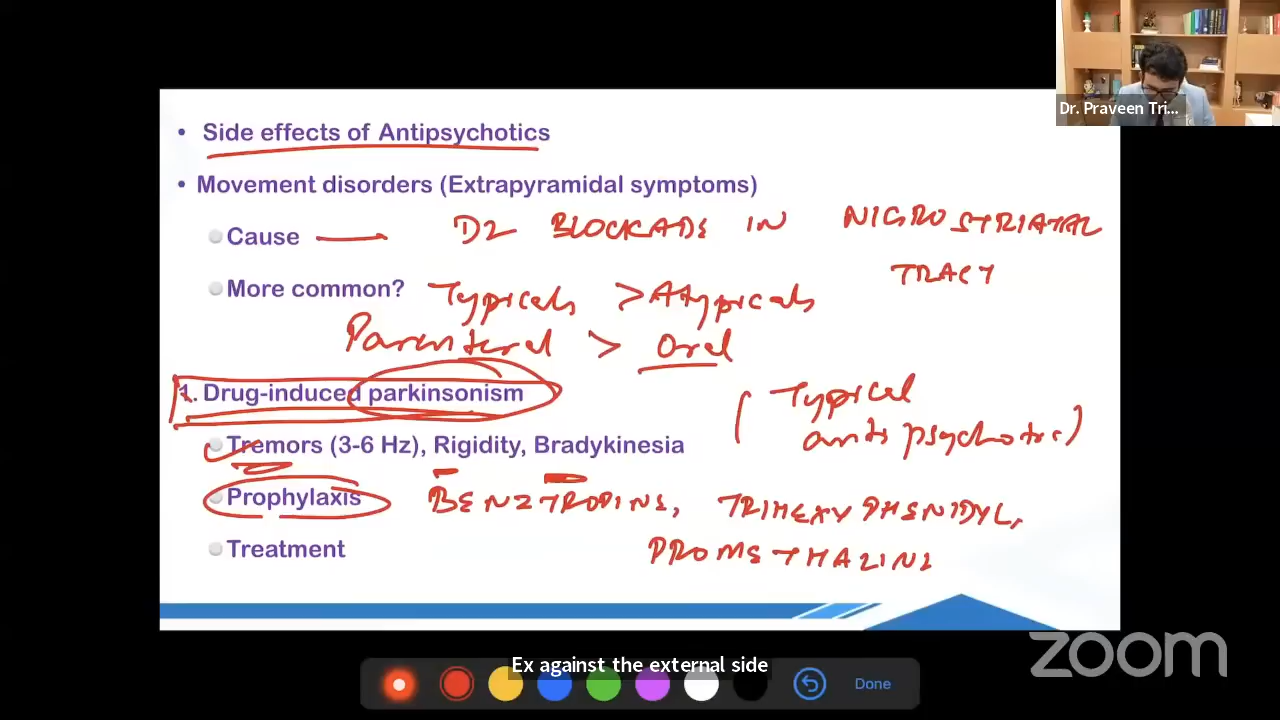 Dr. Praveen Tri...
• Side effects of Antipsychotics
• Movement disorders (Extrapyramidal symptoms)
Cause — D2 BLOCKADE IN NIGROSTRIATAL
TRACT
More common? Typicals > Atypicals
Parenteral > Oral
1. Drug-induced parkinsonism
(Typical
antipsychotic)
Tremors (3-6 Hz), Rigidity, Bradykinesia
Prophylaxis BENZTROPINE, TRIHEXYPHENIDYL,
PROMETHAZINE
Treatment
zoom
Ex against the external side
Done